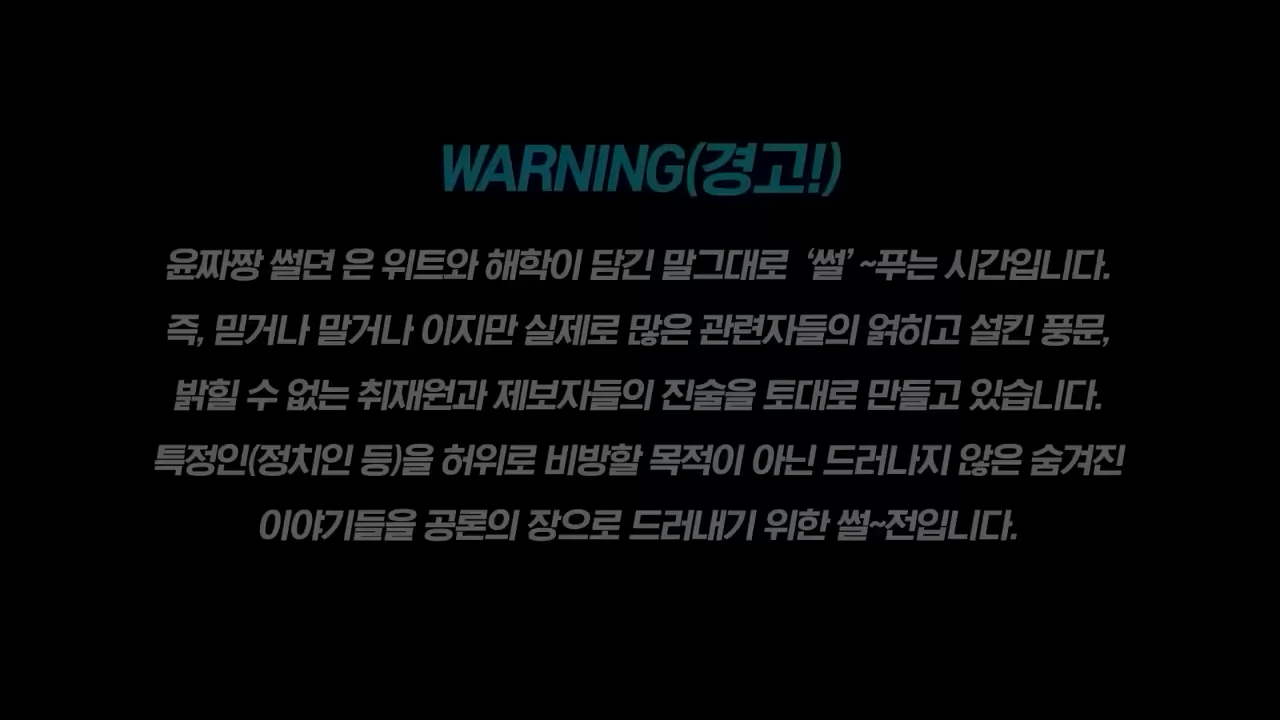 WARNING(경고!)
윤짜짱 썰뎐 은 위트와 해학이 담긴 말그대로 ‘썰’ ~푸는 시간입니다.
즉, 믿거나 말거나 이지만 실제로 많은 관련자들의 얽히고 설킨 풍문,
밝힐 수 없는 취재원과 제보자들의 진술을 토대로 만들고 있습니다.
특정인(정치인 등)을 허위로 비방할 목적이 아닌 드러나지 않은 숨겨진
이야기들을 공론의 장으로 드러내기 위한 썰~전입니다.